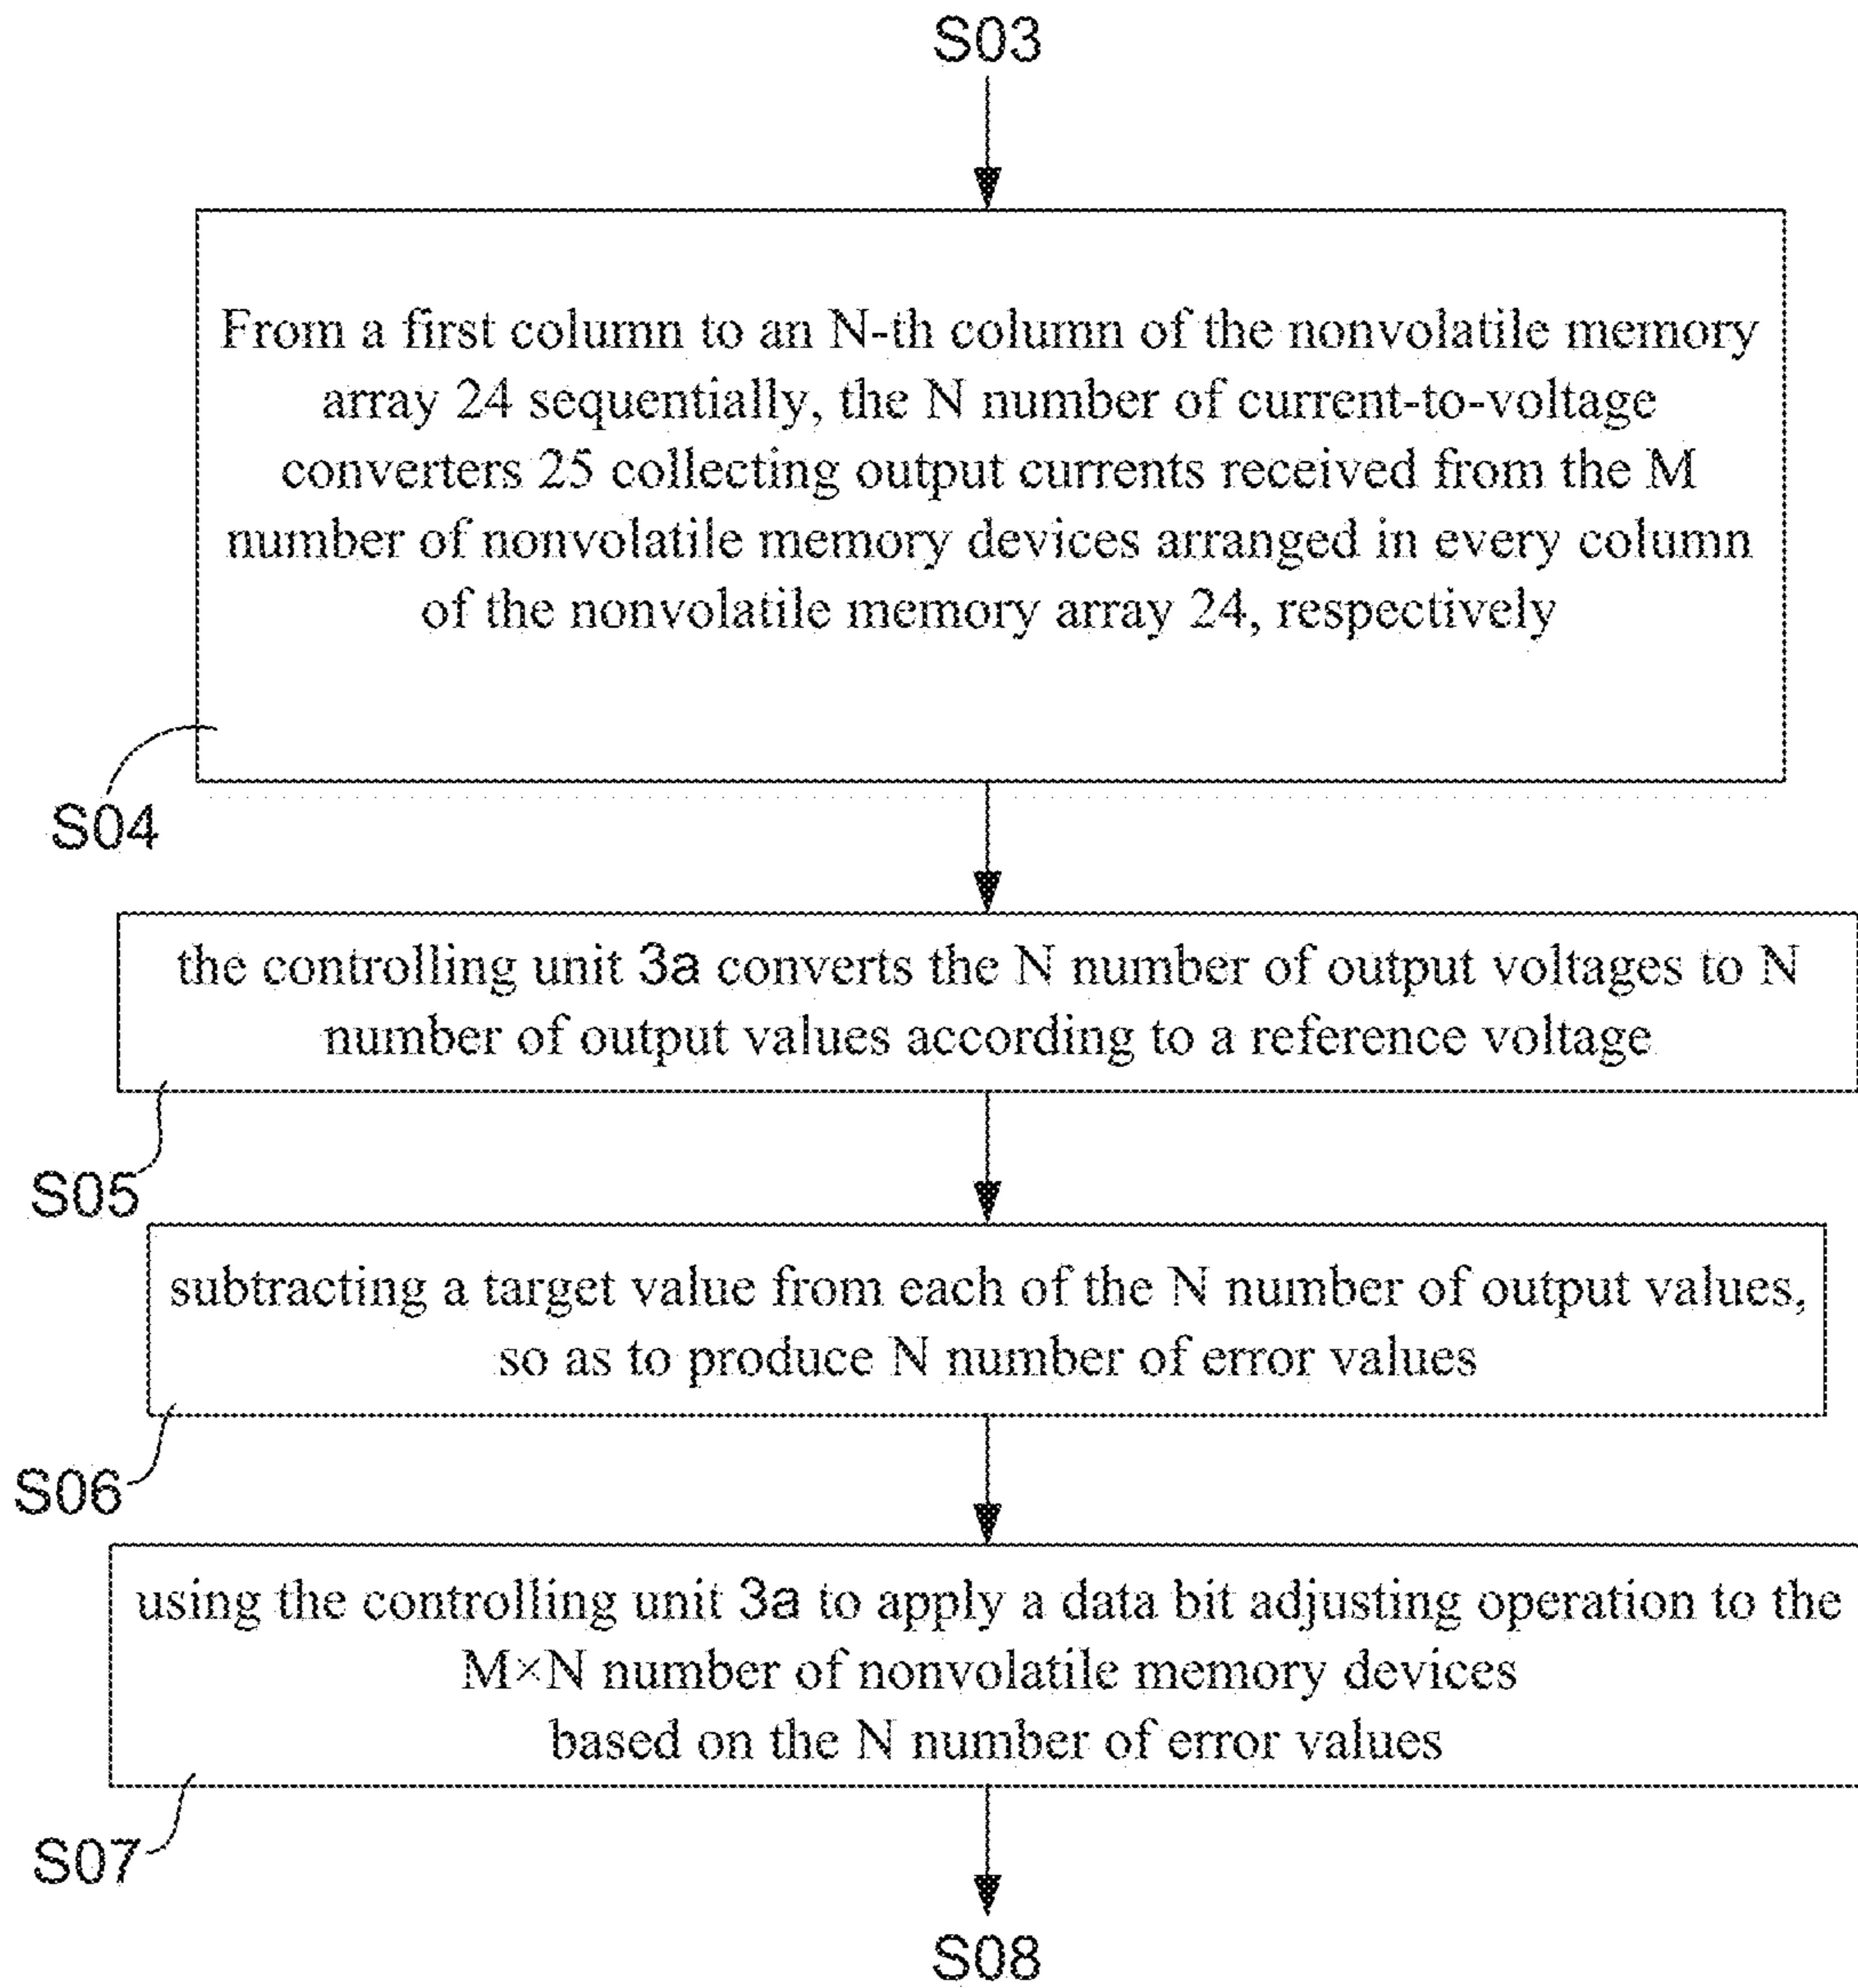 S03
From a first column to an N-th column of the nonvolatile memory
array 24 sequentially, the N number of current-to-voltage
converters 25 collecting output currents received from the M
number of nonvolatile memory devices arranged in every column
of the nonvolatile memory array 24, respectively
S04
the controlling unit 3a converts the N number of output voltages to N
number of output values according to a reference voltage
S05
subtracting a target value from each of the N number of output values,
so as to produce N number of error values
S06
using the controlling unit 3a to apply a data bit adjusting operation to the
M×N number of nonvolatile memory devices
based on the N number of error values
S07
S08